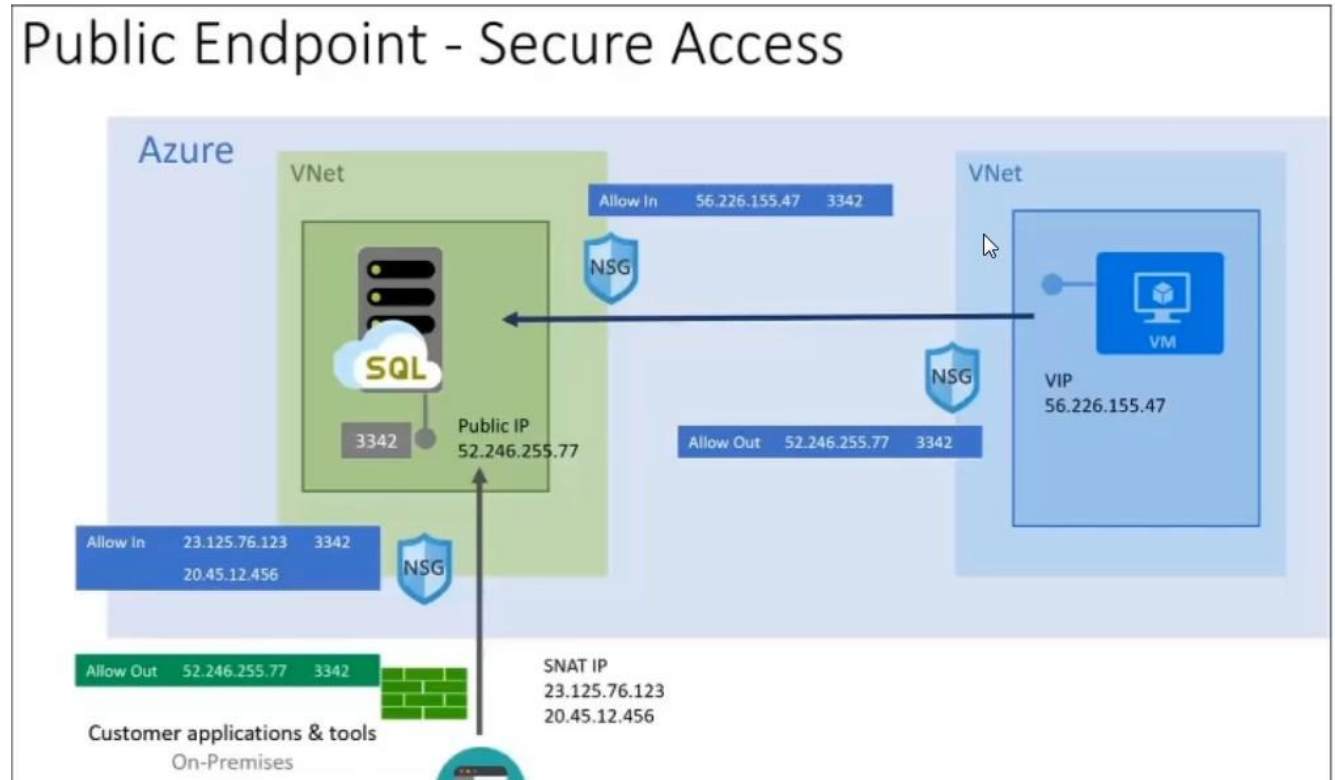 Public Endpoint - Secure Access
Azure
VNet
VNet
Allow In 56.226.155.47 3342
NSG
SQL
3342
Public IP
52.246.255.77
VM
NSG
VIP
56.226.155.47
Allow Out 52.246.255.77 3342
Allow In 23.125.76.123 3342
20.45.12.456
NSG
Allow Out 52.246.255.77 3342
SNAT IP
23.125.76.123
20.45.12.456
Customer applications & tools
On-Premises